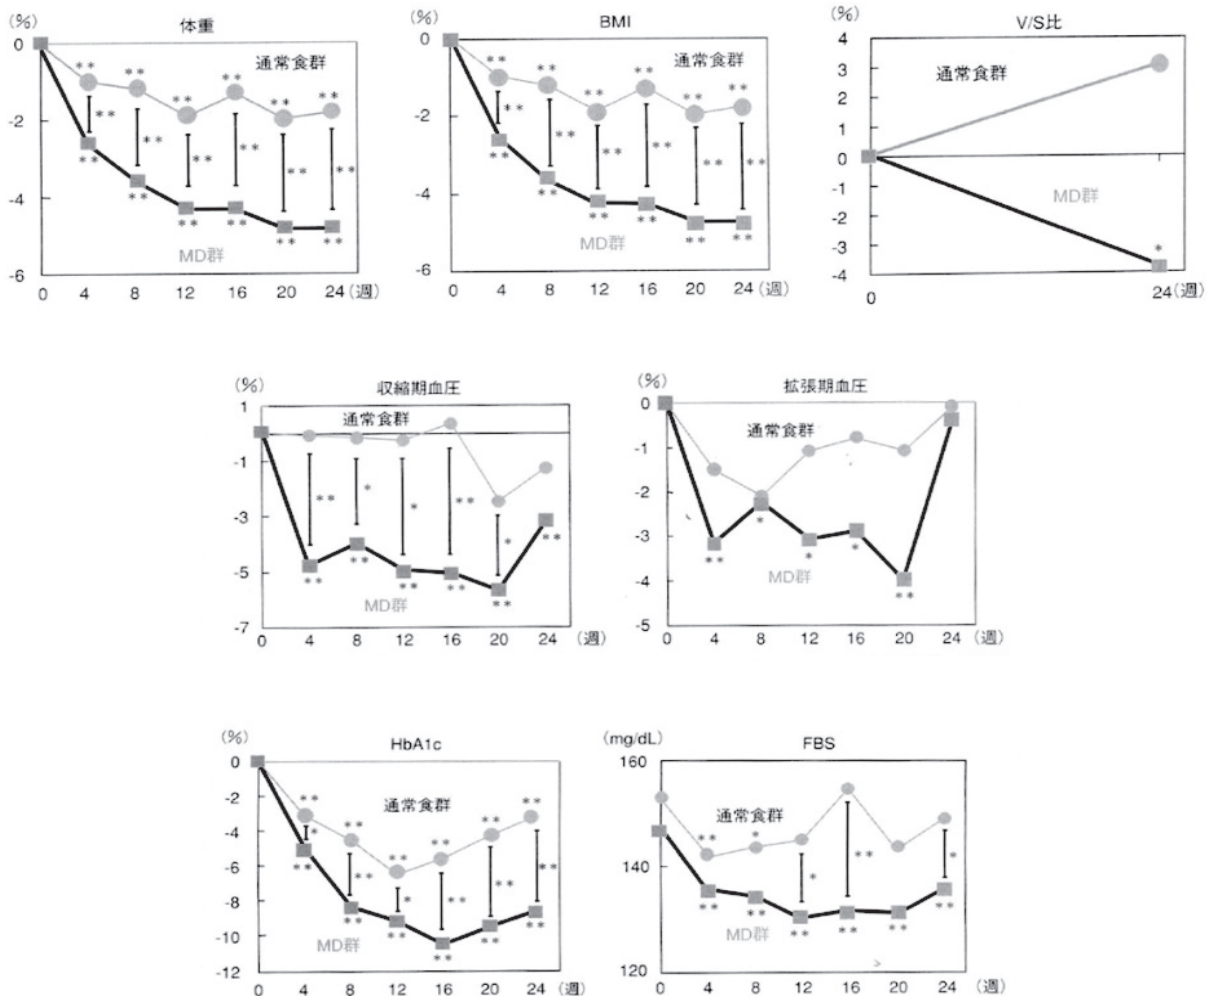 (%) 体重
0
-2
-4
-6
通常食群
MD群
0 4 8 12 16 20 24 (週)
** ** ** ** ** **
** ** ** ** ** **
** ** ** ** ** **
(%) BMI
0
-2
-4
-6
通常食群
MD群
0 4 8 12 16 20 24 (週)
** ** ** ** ** **
** ** ** ** ** **
** ** ** ** ** **
(%) V/S比
4
3
2
1
0
-1
-2
-3
-4
通常食群
MD群
*
0 24(週)
(%) 収縮期血圧
1
-1
-3
-5
-7
通常食群
** * * ** *
** ** ** ** ** **
MD群
0 4 8 12 16 20 24 (週)
(%) 拡張期血圧
0
-1
-2
-3
-4
-5
通常食群
** * * * **
MD群
0 4 8 12 16 20 24 (週)
(%) HbA1c
0
-2
-4
-6
-8
-10
-12
通常食群
** ** ** ** ** **
* ** * ** ** **
** ** ** ** ** **
MD群
0 4 8 12 16 20 24 (週)
(mg/dL) FBS
160
140
120
通常食群
** *
* ** *
** ** ** ** ** **
MD群
0 4 8 12 16 20 24 (週)